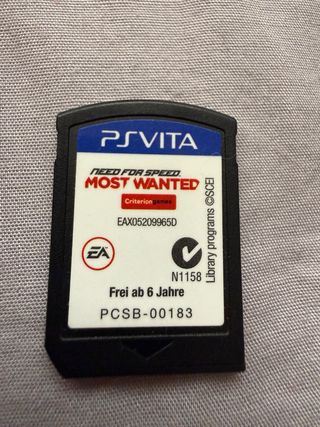 PSVITA
NEED FOR SPEED
MOST WANTED
Criterion games
EAX05209965D
EA
N1158
Frei ab 6 Jahre
PCSB-00183
Library programs ©SCEI